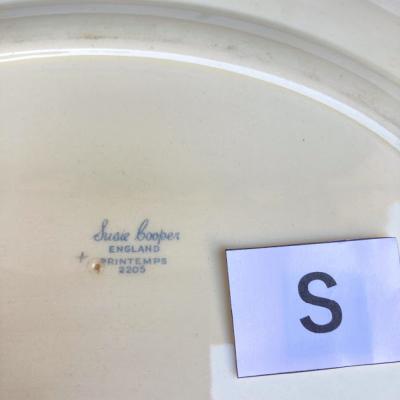 Susie Cooper
ENGLAND
+ PRINTEMPS
2205
S